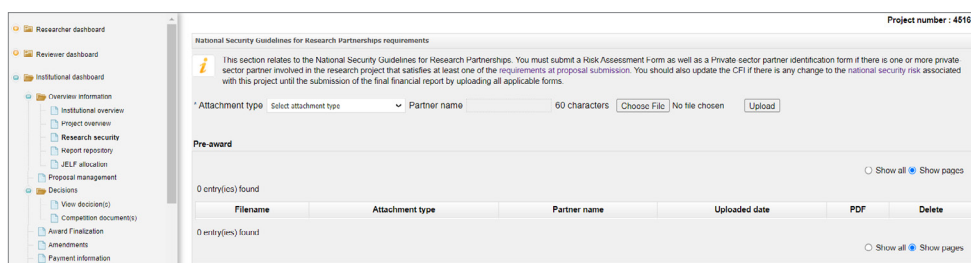 Project number : 4516
Researcher dashboard
Reviewer dashboard
Institutional dashboard
Overview information
Institutional overview
Project overview
Research security
Report repository
JELF allocation
Proposal management
Decisions
View decision(s)
Competition document(s)
Award Finalization
Amendments
Payment information
National Security Guidelines for Research Partnerships requirements
This section relates to the National Security Guidelines for Research Partnerships. You must submit a Risk Assessment Form as well as a Private sector partner identification form if there is one or more private-
sector partner involved in the research project that satisfies at least one of the requirements at proposal submission. You should also update the CFI if there is any change to the national security risk associated
with this project until the submission of the final financial report by uploading all applicable forms.
* Attachment type Select attachment type Partner name 60 characters Choose File No file chosen Upload
Pre-award
Show all Show pages
0 entry(ies) found
Filename Attachment type Partner name Uploaded date PDF Delete
0 entry(ies) found
Show all Show pages